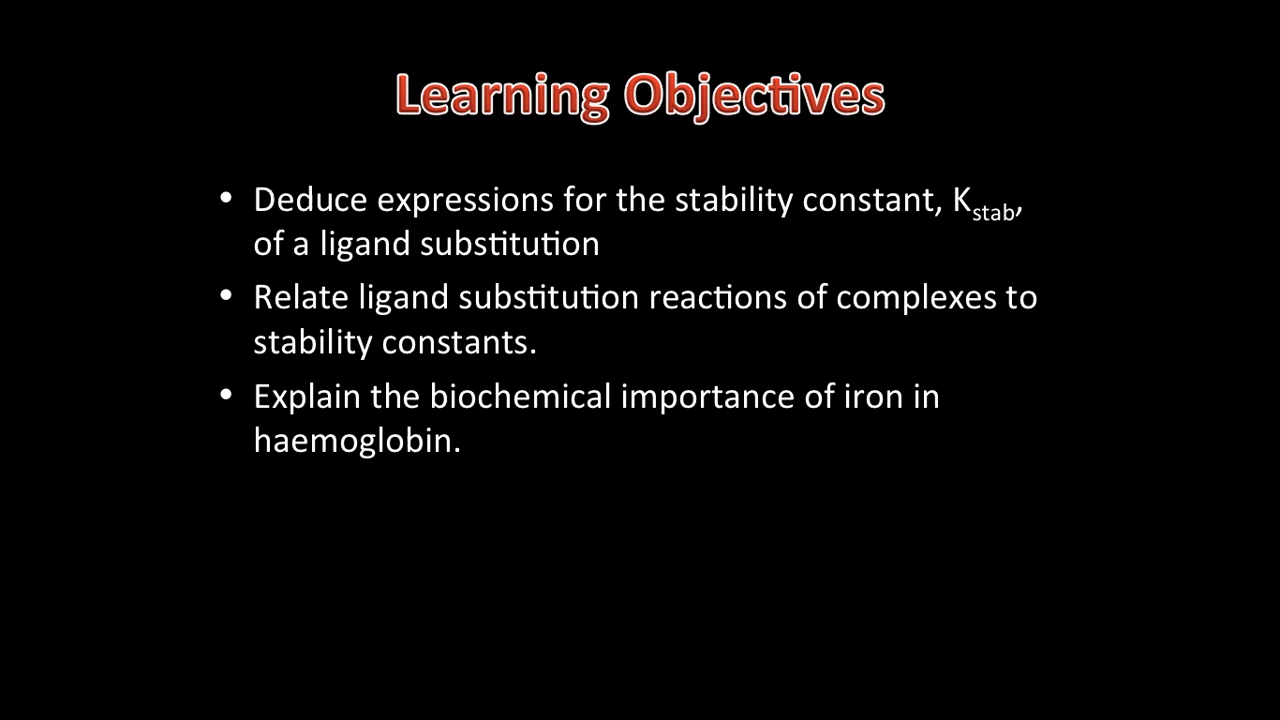 Learning Objectives
• Deduce expressions for the stability constant, Kstab,
of a ligand substitution
• Relate ligand substitution reactions of complexes to
stability constants.
• Explain the biochemical importance of iron in
haemoglobin.